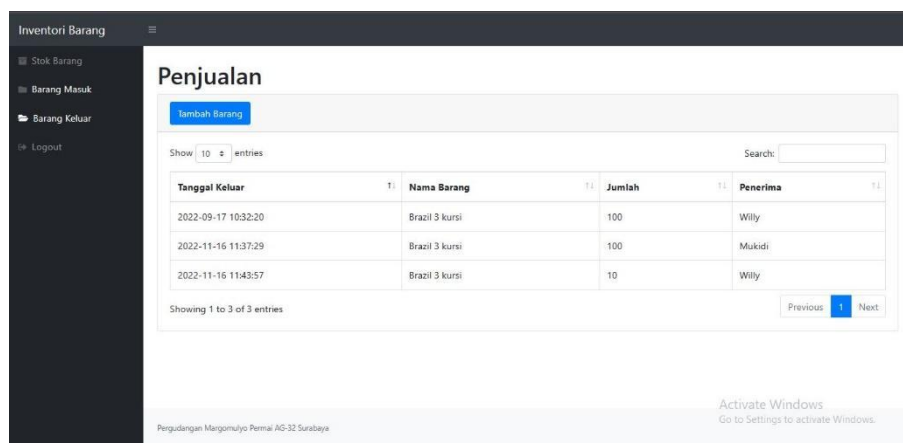 Inventori Barang
Stok Barang
Barang Masuk
Barang Keluar
Logout
Penjualan
Tambah Barang
Show 10 entries Search:
Tanggal Keluar Nama Barang Jumlah Penerima
2022-09-17 10:32:20 Brazil 3 kursi 100 Willy
2022-11-16 11:37:29 Brazil 3 kursi 100 Mukidi
2022-11-16 11:43:57 Brazil 3 kursi 10 Willy
Showing 1 to 3 of 3 entries Previous 1 Next
Activate Windows
Go to Settings to activate Windows.
Pergudangan Margomulyo Permai AG-32 Surabaya